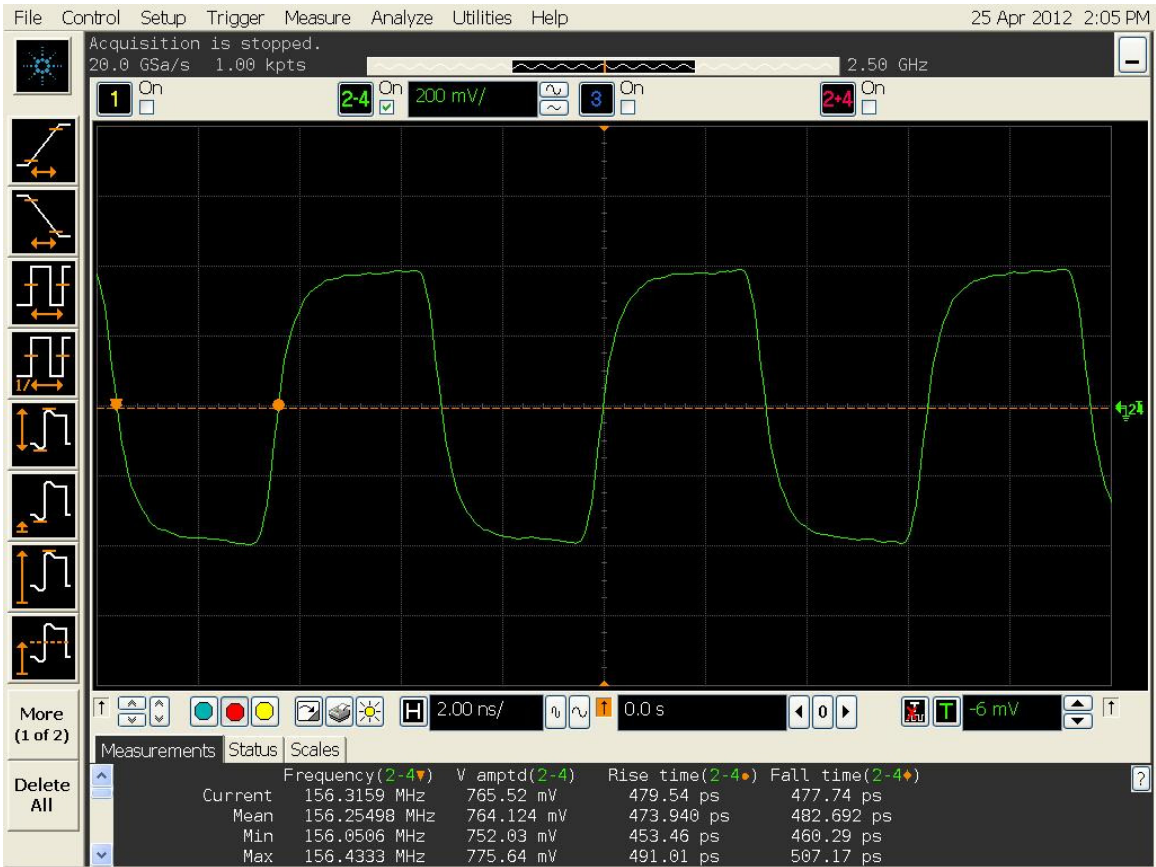 File Control Setup Trigger Measure Analyze Utilities Help 25 Apr 2012 2:05 PM
Acquisition is stopped.
20.0 GSa/s 1.00 kpts 2.50 GHz
1 On 2-4 On 200 mV/ 3 On 2+4 On
1/
More
(1 of 2)
Delete
All
H 2.00 ns/ 0.0 s 0 T -6 mV
Measurements Status Scales
Frequency(2-4▼) V amptd(2-4) Rise time(2-4●) Fall time(2-4♦) ?
Current 156.3159 MHz 765.52 mV 479.54 ps 477.74 ps
Mean 156.25498 MHz 764.124 mV 473.940 ps 482.692 ps
Min 156.0506 MHz 752.03 mV 453.46 ps 460.29 ps
Max 156.4333 MHz 775.64 mV 491.01 ps 507.17 ps